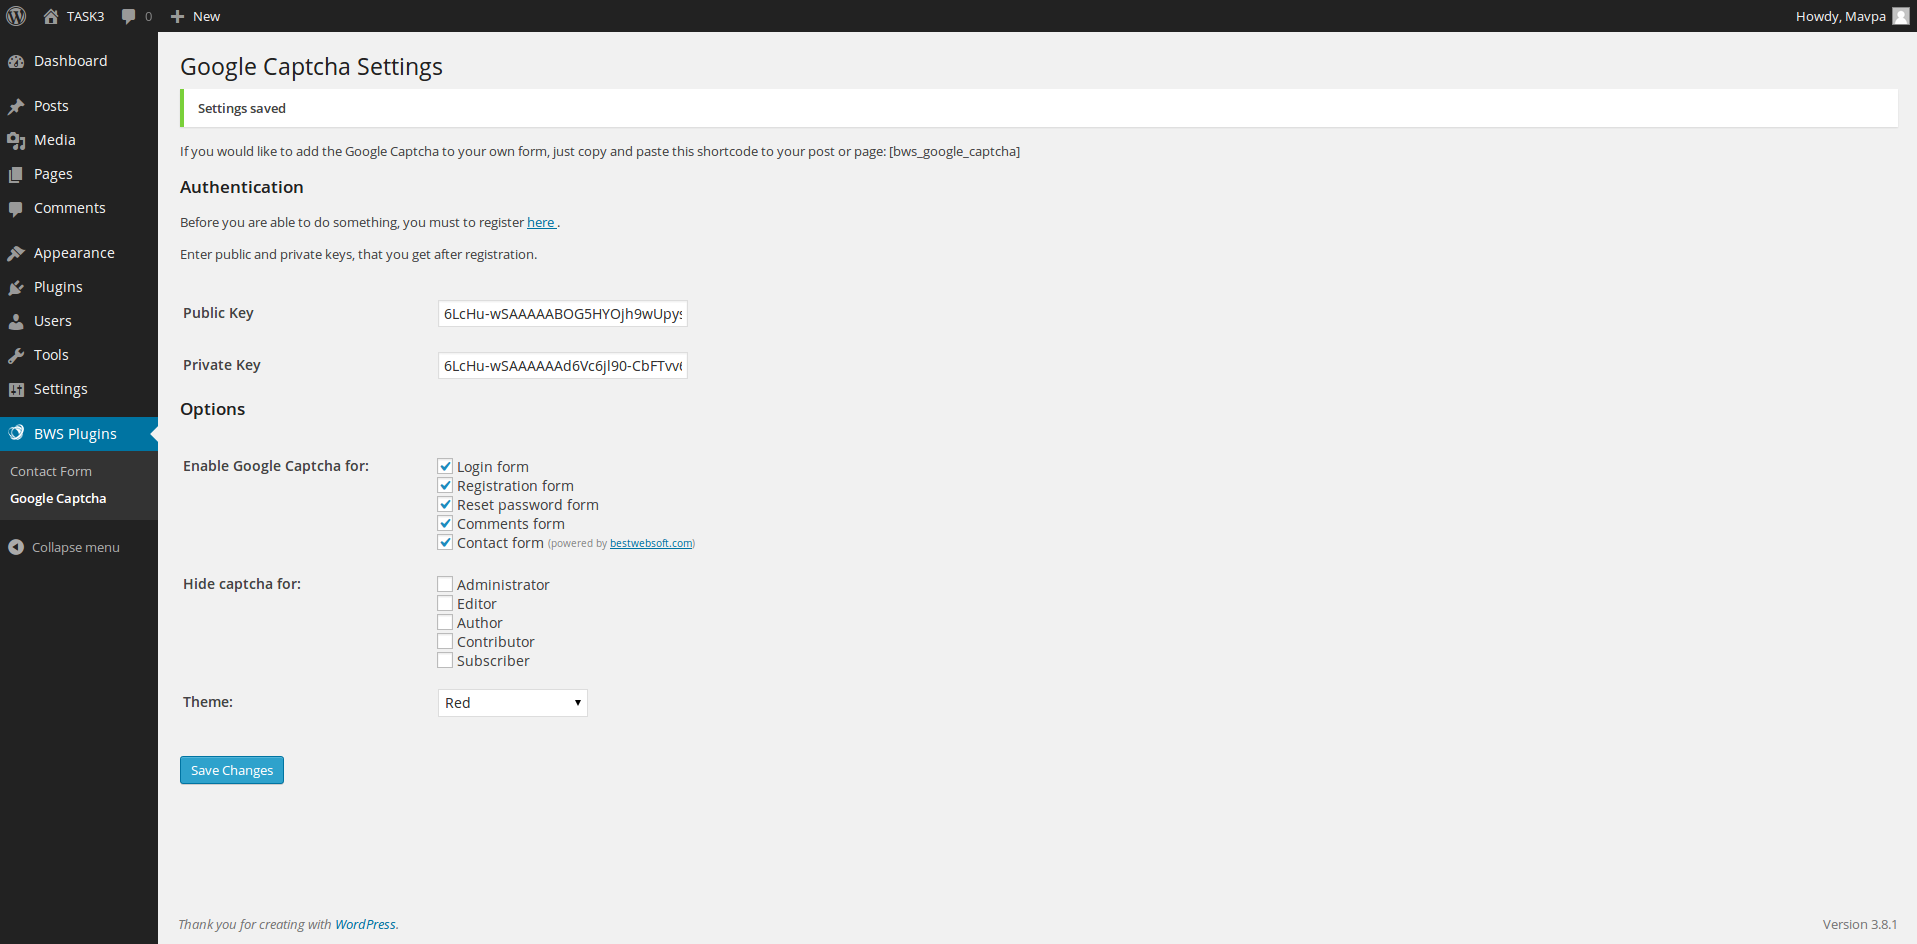 TASK3 0 New Howdy, Mavpa
Dashboard
Posts
Media
Pages
Comments
Appearance
Plugins
Users
Tools
Settings
BWS Plugins
Contact Form
Google Captcha
Collapse menu
Google Captcha Settings
Settings saved
If you would like to add the Google Captcha to your own form, just copy and paste this shortcode to your post or page: [bws_google_captcha]
Authentication
Before you are able to do something, you must to register here .
Enter public and private keys, that you get after registration.
Public Key 6LcHu-wSAAAAABOG5HYOjh9wUpys
Private Key 6LcHu-wSAAAAAAd6Vc6jl90-CbFTvv6
Options
Enable Google Captcha for: Login form
Registration form
Reset password form
Comments form
Contact form (powered by bestwebsoft.com)
Hide captcha for: Administrator
Editor
Author
Contributor
Subscriber
Theme: Red
Save Changes
Thank you for creating with WordPress. Version 3.8.1